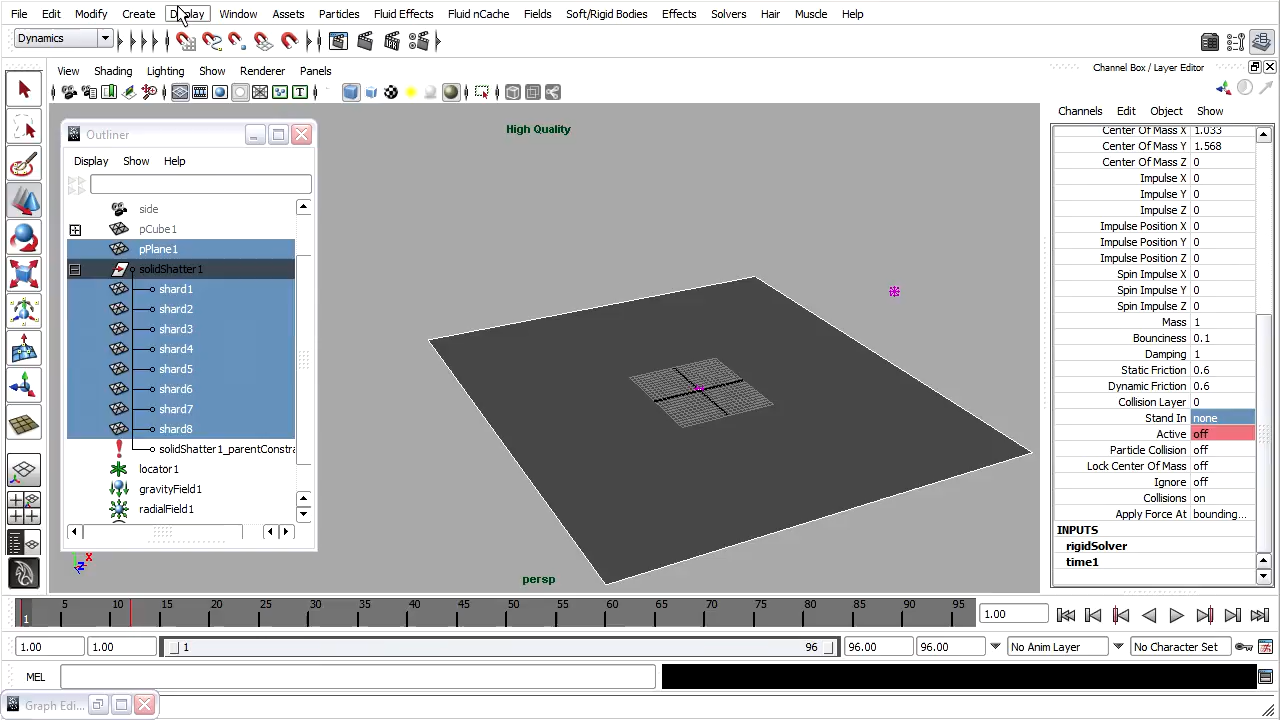 File Edit Modify Create Display Window Assets Particles Fluid Effects Fluid nCache Fields Soft/Rigid Bodies Effects Solvers Hair Muscle Help
Dynamics
View Shading Lighting Show Renderer Panels
Channel Box / Layer Editor
Channels Edit Object Show
Outliner
Display Show Help
side
pCube1
pPlane1
solidShatter1
shard1
shard2
shard3
shard4
shard5
shard6
shard7
shard8
solidShatter1_parentConstra
locator1
gravityField1
radialField1
High Quality
persp
X
Z
Center Of Mass X 1.033
Center Of Mass Y 1.568
Center Of Mass Z 0
Impulse X 0
Impulse Y 0
Impulse Z 0
Impulse Position X 0
Impulse Position Y 0
Impulse Position Z 0
Spin Impulse X 0
Spin Impulse Y 0
Spin Impulse Z 0
Mass 1
Bounciness 0.1
Damping 1
Static Friction 0.6
Dynamic Friction 0.6
Collision Layer 0
Stand In none
Active off
Particle Collision off
Lock Center Of Mass off
Ignore off
Collisions on
Apply Force At bounding...
INPUTS
rigidSolver
time1
1 5 10 15 20 25 30 35 40 45 50 55 60 65 70 75 80 85 90 95
1.00
1.00 1.00 1 96 96.00 96.00 No Anim Layer No Character Set
MEL
Graph Edi...